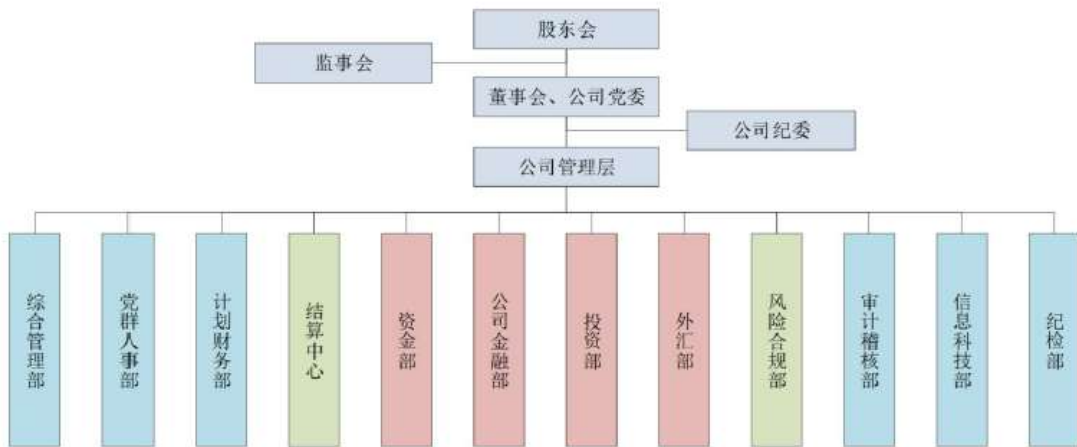 股东会
监事会
董事会、公司党委
公司纪委
公司管理层
综合管理部
党群人事部
计划财务部
结算中心
资金部
公司金融部
投资部
外汇部
风险合规部
审计稽核部
信息科技部
纪检部